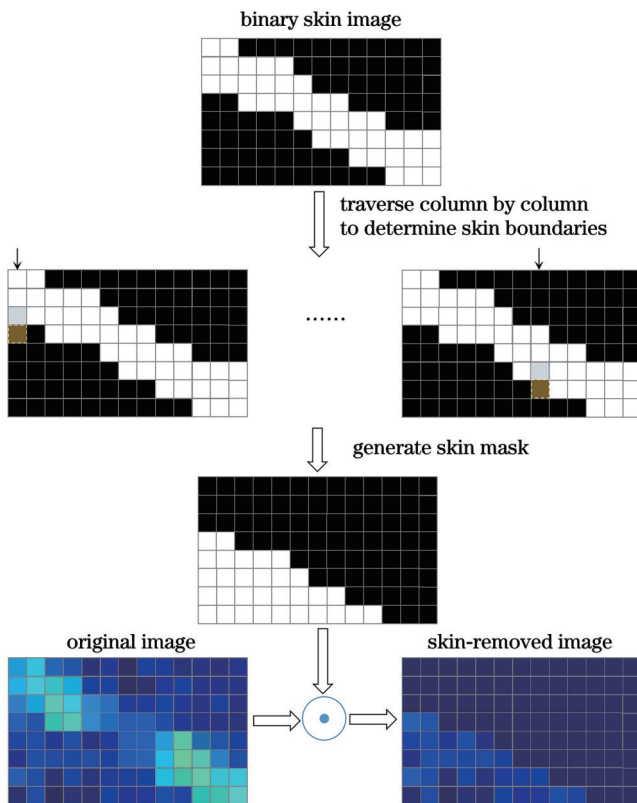 binary skin image
traverse column by column
to determine skin boundaries
......
generate skin mask
original image
skin-removed image